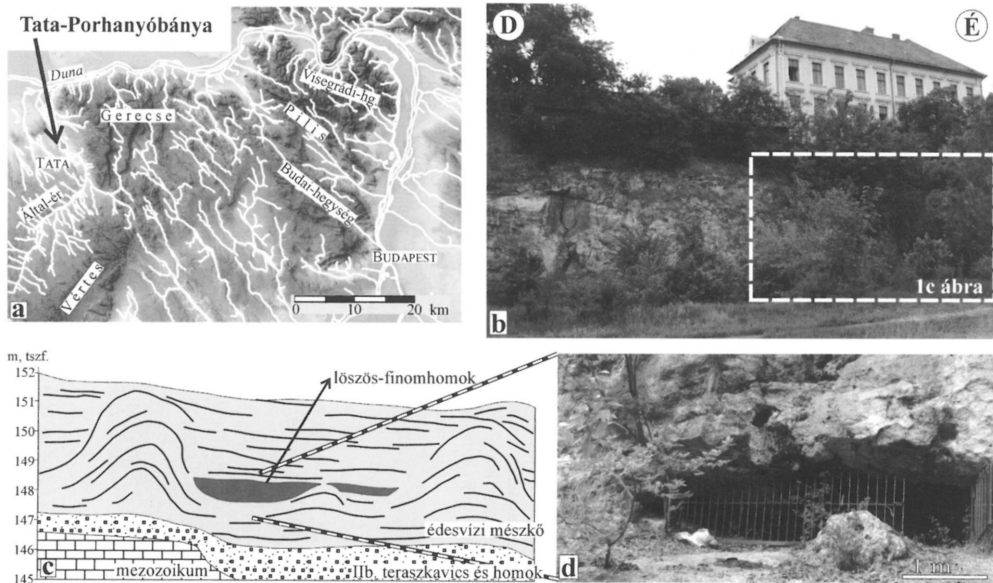 Tata-Porhanyóbánya
Duna
Gerecse
Visegrádi-hg.
Pilis
TATA
Által-ér
Budai-hegység
BUDAPEST
Vértes
0 10 20 km
a
D
É
1c ábra
b
m, tszf.
152
151
150
149
148
147
146
145
löszös-finomhomok
édesvízi mészkő
mezozoikum
IIb. teraszkavics és homok
c
d
1 m